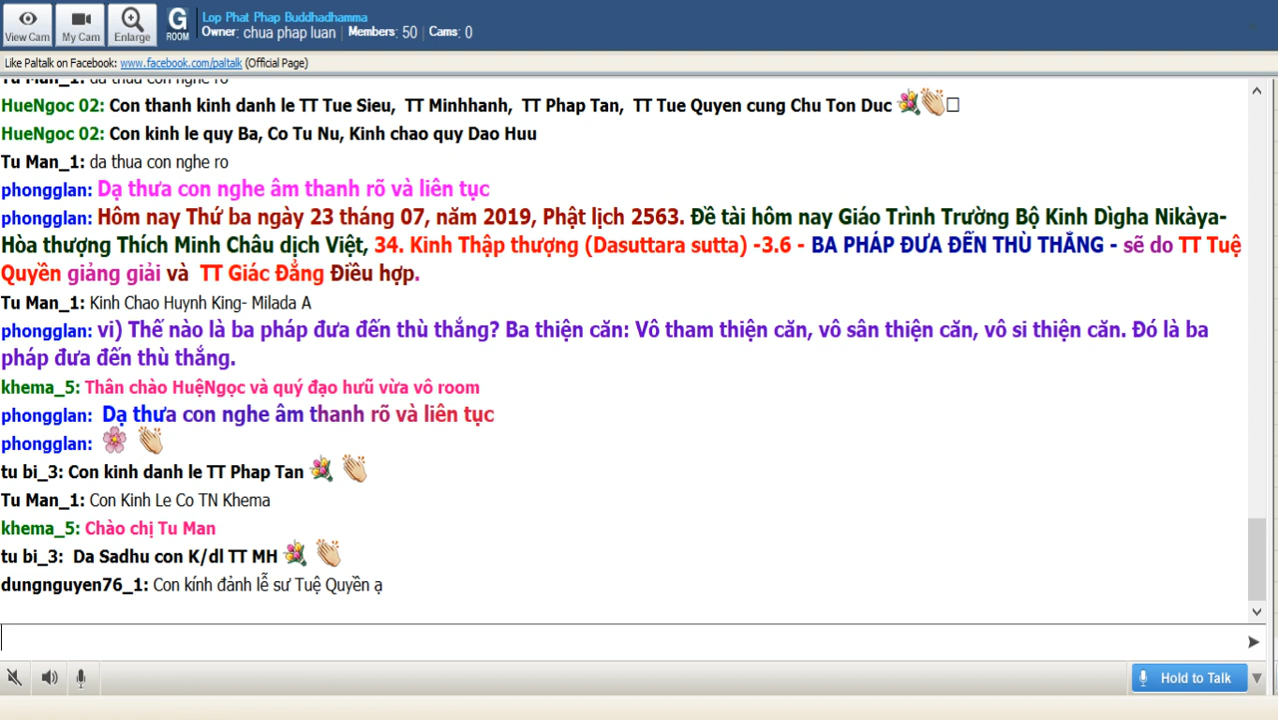 View Cam
My Cam
Enlarge
G
ROOM
Lop Phat Phap Buddhadhamma
Owner: chua phap luan | Members: 50 | Cams: 0
Like Paltalk on Facebook: www.facebook.com/paltalk (Official Page)
Tu Man_1: da thua con nghe ro
HueNgoc 02: Con thanh kinh danh le TT Tue Sieu, TT Minhhanh, TT Phap Tan, TT Tue Quyen cung Chu Ton Duc
HueNgoc 02: Con kinh le quy Ba, Co Tu Nu, Kinh chao quy Dao Huu
Tu Man_1: da thua con nghe ro
phongglan: Dạ thưa con nghe âm thanh rõ và liên tục
phongglan: Hôm nay Thứ ba ngày 23 tháng 07, năm 2019, Phật lịch 2563. Đề tài hôm nay Giáo Trình Trường Bộ Kinh Dìgha Nikàya-
Hòa thượng Thích Minh Châu dịch Việt, 34. Kinh Thập thượng (Dasuttara sutta) -3.6 - BA PHÁP ĐƯA ĐẾN THÙ THẮNG - sẽ do TT Tuệ
Quyền giảng giải và TT Giác Đẳng Điều hợp.
Tu Man_1: Kinh Chao Huynh King- Milada A
phongglan: vi) Thế nào là ba pháp đưa đến thù thắng? Ba thiện căn: Vô tham thiện căn, vô sân thiện căn, vô si thiện căn. Đó là ba
pháp đưa đến thù thắng.
khema_5: Thân chào HuệNgọc và quý đạo hưũ vừa vô room
phongglan: Dạ thưa con nghe âm thanh rõ và liên tục
phongglan:
tu bi_3: Con kinh danh le TT Phap Tan
Tu Man_1: Con Kinh Le Co TN Khema
khema_5: Chào chị Tu Man
tu bi_3: Da Sadhu con K/dl TT MH
dungnguyen76_1: Con kính đảnh lễ sư Tuệ Quyền ạ
Hold to Talk